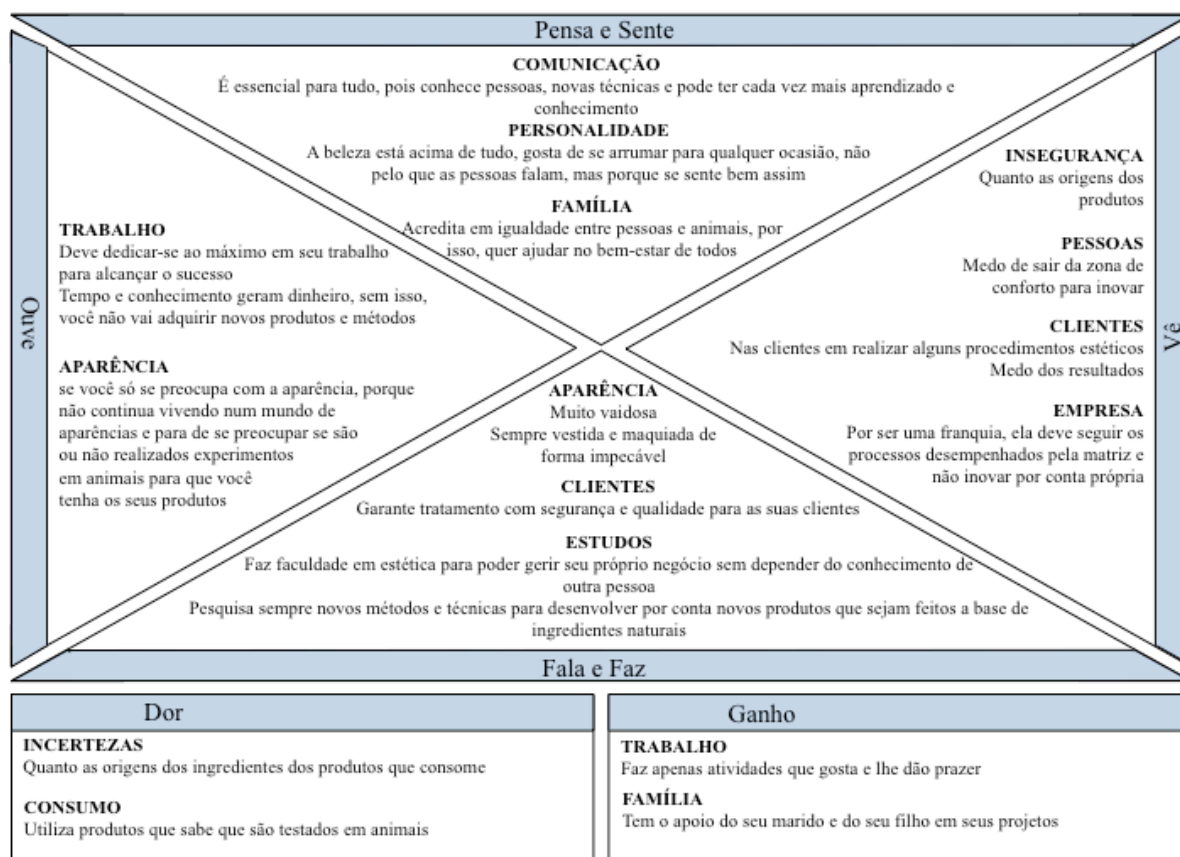 Pensa e Sente
COMUNICAÇÃO
É essencial para tudo, pois conhece pessoas, novas técnicas e pode ter cada vez mais aprendizado e
conhecimento
PERSONALIDADE
A beleza está acima de tudo, gosta de se arrumar para qualquer ocasião, não
pelo que as pessoas falam, mas porque se sente bem assim
FAMÍLIA
Acredita em igualdade entre pessoas e animais, por
isso, quer ajudar no bem-estar de todos
Ouve
TRABALHO
Deve dedicar-se ao máximo em seu trabalho
para alcançar o sucesso
Tempo e conhecimento geram dinheiro, sem isso,
você não vai adquirir novos produtos e métodos
APARÊNCIA
se você só se preocupa com a aparência, porque
não continua vivendo num mundo de
aparências e para de se preocupar se são
ou não realizados experimentos
em animais para que você
tenha os seus produtos
Vê
INSEGURANÇA
Quanto as origens dos
produtos
PESSOAS
Medo de sair da zona de
conforto para inovar
CLIENTES
Nas clientes em realizar alguns procedimentos estéticos
Medo dos resultados
EMPRESA
Por ser uma franquia, ela deve seguir os
processos desempenhados pela matriz e
não inovar por conta própria
APARÊNCIA
Muito vaidosa
Sempre vestida e maquiada de
forma impecável
CLIENTES
Garante tratamento com segurança e qualidade para as suas clientes
ESTUDOS
Faz faculdade em estética para poder gerir seu próprio negócio sem depender do conhecimento de
outra pessoa
Pesquisa sempre novos métodos e técnicas para desenvolver por conta novos produtos que sejam feitos a base de
ingredientes naturais
Fala e Faz
Dor
INCERTEZAS
Quanto as origens dos ingredientes dos produtos que consome
CONSUMO
Utiliza produtos que sabe que são testados em animais
Ganho
TRABALHO
Faz apenas atividades que gosta e lhe dão prazer
FAMÍLIA
Tem o apoio do seu marido e do seu filho em seus projetos